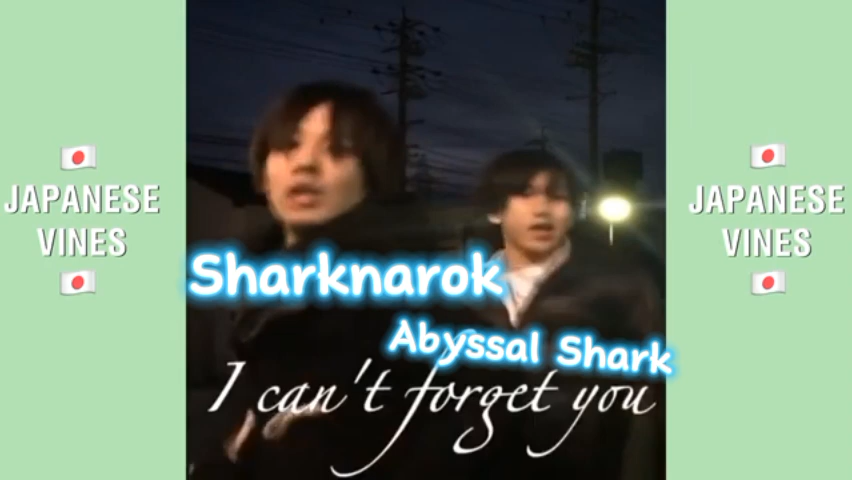 JAPANESE
VINES
Sharknarok
Abyssal Shark
I can't forget you
JAPANESE
VINES